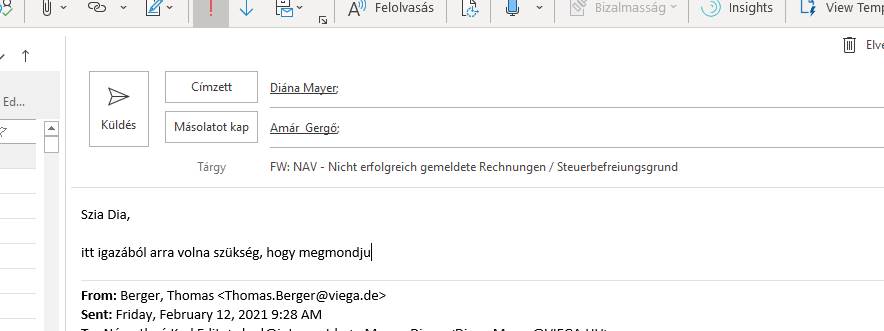 Felolvasás
Bizalmasság
Insights
View Temp
Elve
Ed...
Küldés
Címzett
Diána Mayer;
Másolatot kap
Amár Gergő;
Tárgy
FW: NAV - Nicht erfolgreich gemeldete Rechnungen / Steuerbefreiungsgrund
Szia Dia,
itt igazából arra volna szükség, hogy megmondju
From: Berger, Thomas <Thomas.Berger@viega.de>
Sent: Friday, February 12, 2021 9:28 AM